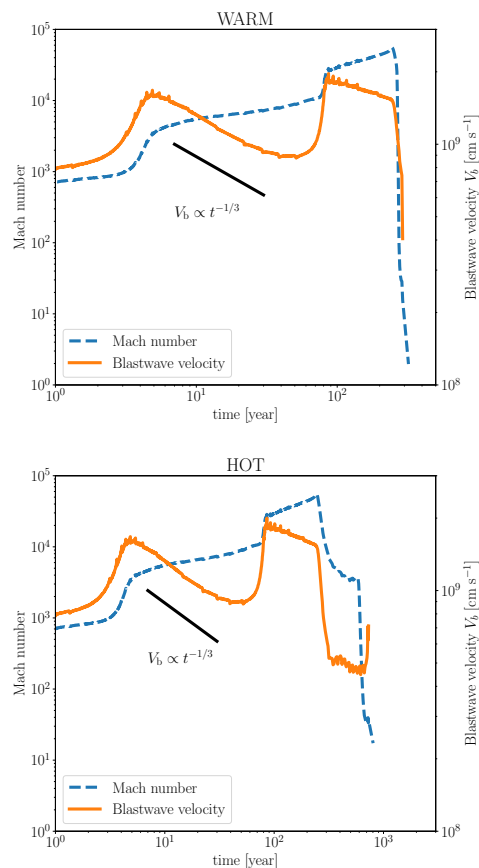 WARM
10^5
10^4
10^3
10^2
10^1
10^0
Mach number
10^9
10^8
Blastwave velocity V_b [cm s^−1]
V_b ∝ t^−1/3
Mach number
Blastwave velocity
10^0
10^1
10^2
time [year]
HOT
10^5
10^4
10^3
10^2
10^1
10^0
Mach number
10^9
10^8
Blastwave velocity V_b [cm s^−1]
V_b ∝ t^−1/3
Mach number
Blastwave velocity
10^0
10^1
10^2
10^3
time [year]